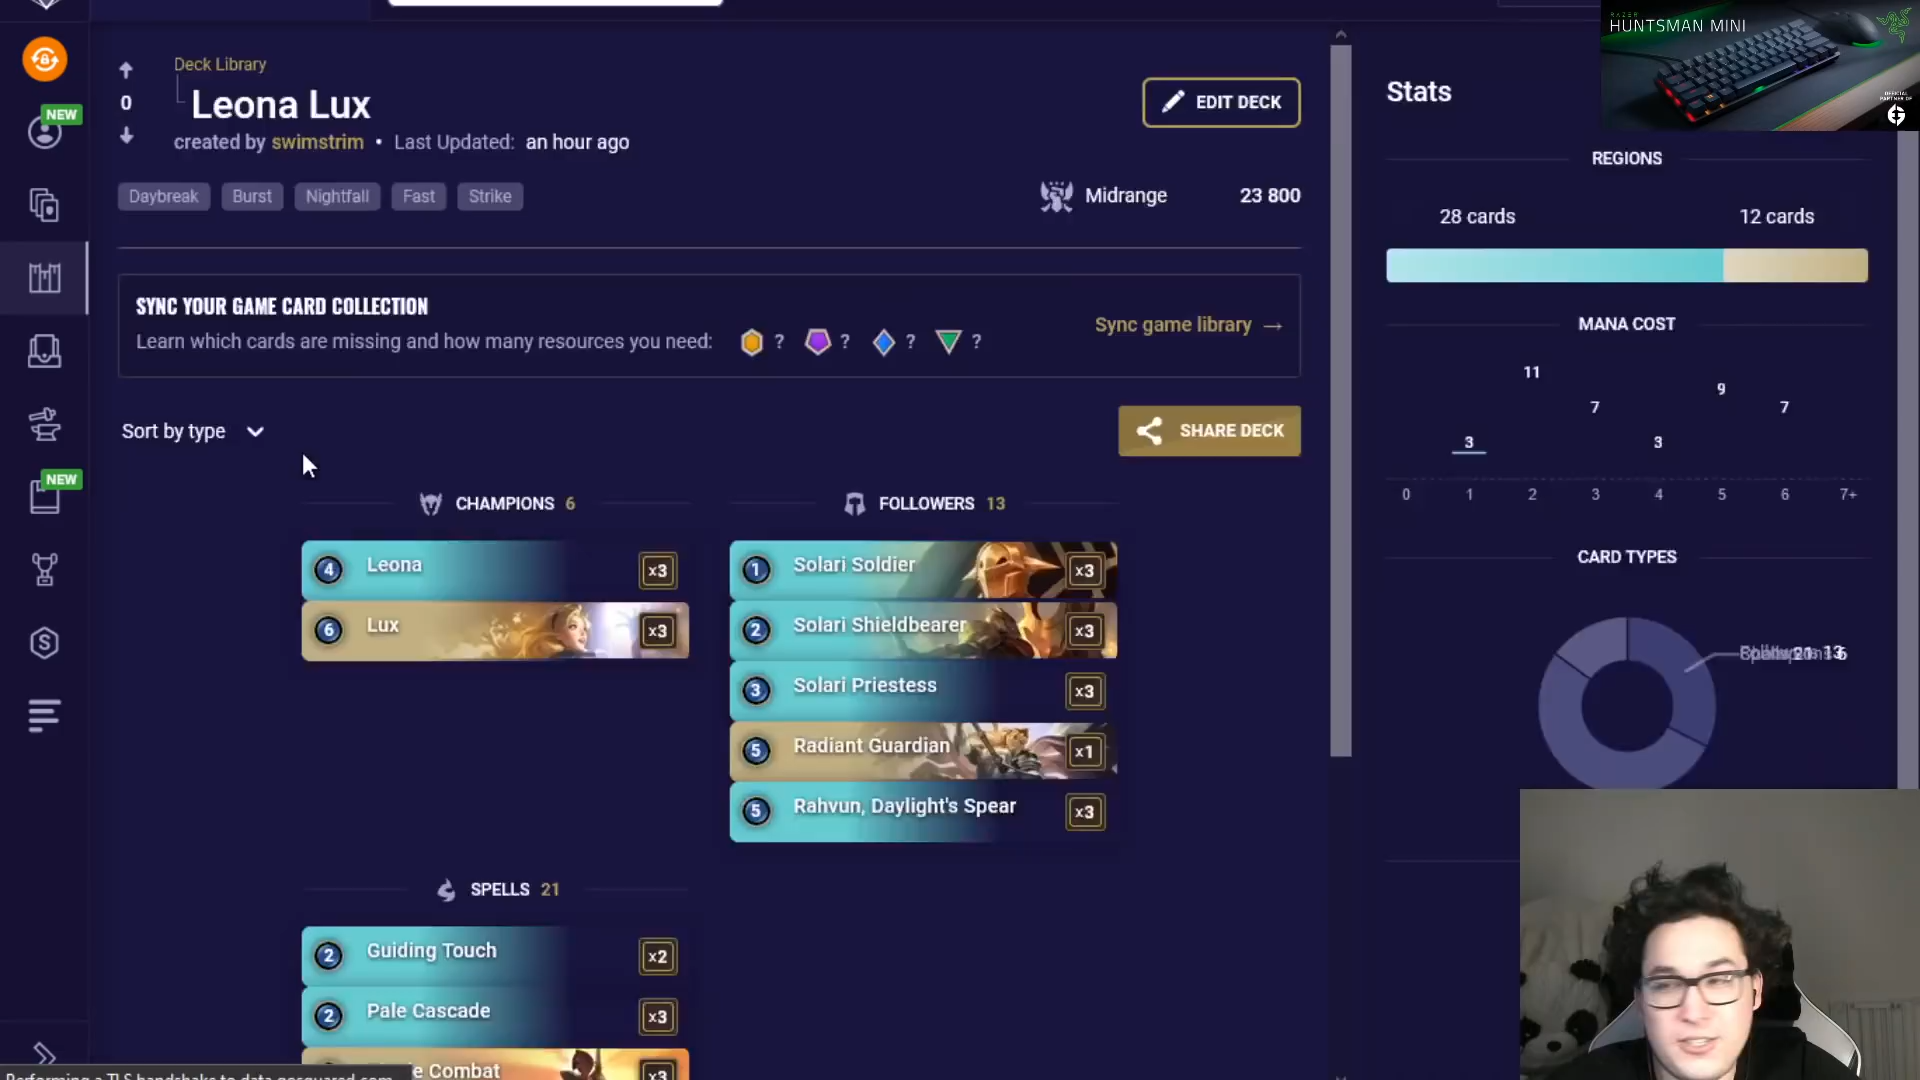 RAZER
HUNTSMAN MINI
OFFICIAL
PARTNER OF
Deck Library
0
Leona Lux
EDIT DECK
created by swimstrim • Last Updated: an hour ago
NEW
Daybreak Burst Nightfall Fast Strike
Midrange 23 800
SYNC YOUR GAME CARD COLLECTION
Learn which cards are missing and how many resources you need: ? ? ? ?
Sync game library →
Sort by type
SHARE DECK
NEW
CHAMPIONS 6
4 Leona x3
6 Lux x3
FOLLOWERS 13
1 Solari Soldier x3
2 Solari Shieldbearer x3
3 Solari Priestess x3
5 Radiant Guardian x1
5 Rahvun, Daylight's Spear x3
SPELLS 21
2 Guiding Touch x2
2 Pale Cascade x3
Combat x3
Stats
REGIONS
28 cards 12 cards
MANA COST
3 11 7 3 9 7
0 1 2 3 4 5 6 7+
CARD TYPES